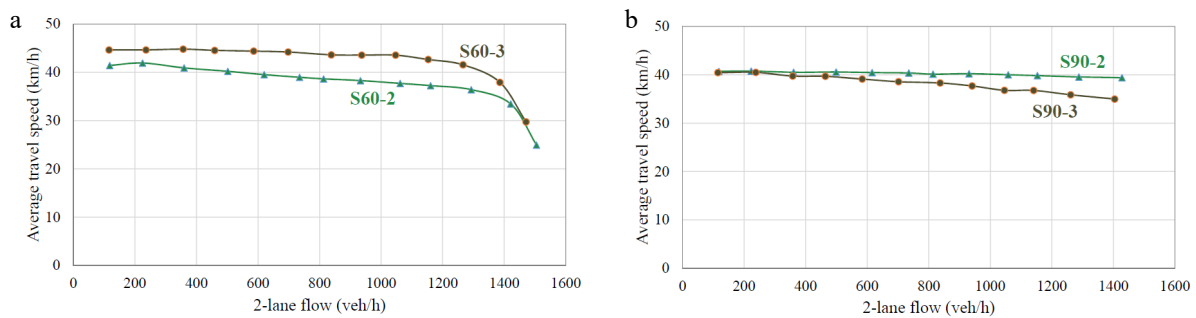 a
Average travel speed (km/h)
50
40
30
20
10
0
S60-3
S60-2
0 200 400 600 800 1000 1200 1400 1600
2-lane flow (veh/h)
b
Average travel speed (km/h)
50
40
30
20
10
0
S90-2
S90-3
0 200 400 600 800 1000 1200 1400 1600
2-lane flow (veh/h)